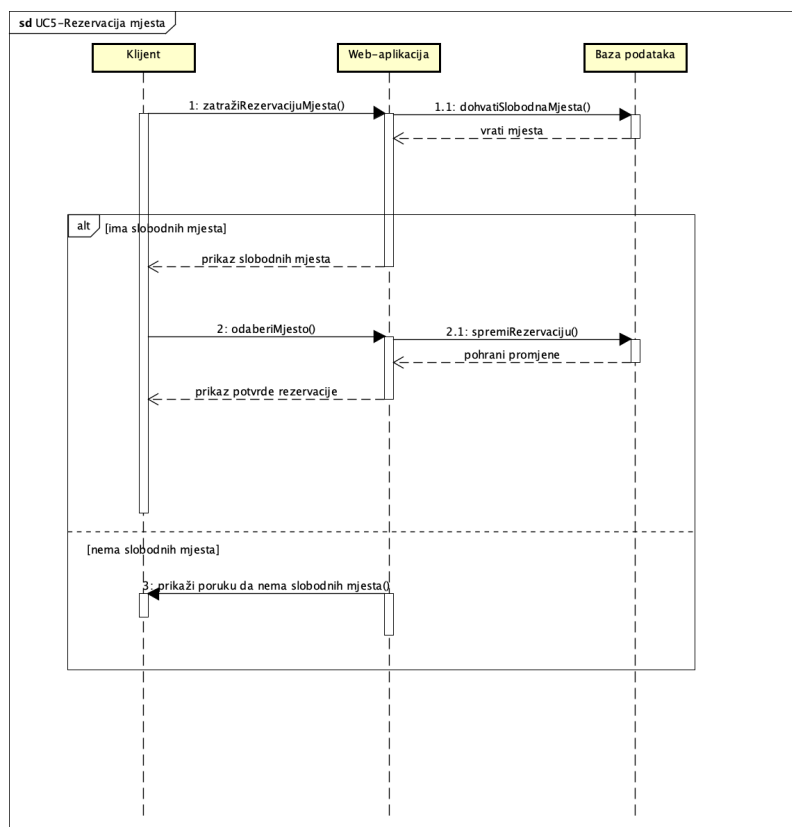 sd UC5-Rezervacija mjesta
Klijent
Web-aplikacija
Baza podataka
1: zatražiRezervacijuMjesta()
1.1: dohvatiSlobodnaMjesta()
vrati mjesta
alt
[ima slobodnih mjesta]
prikaz slobodnih mjesta
2: odaberiMjesto()
2.1: spremiRezervaciju()
pohrani promjene
prikaz potvrde rezervacije
[nema slobodnih mjesta]
3: prikaži poruku da nema slobodnih mjesta()